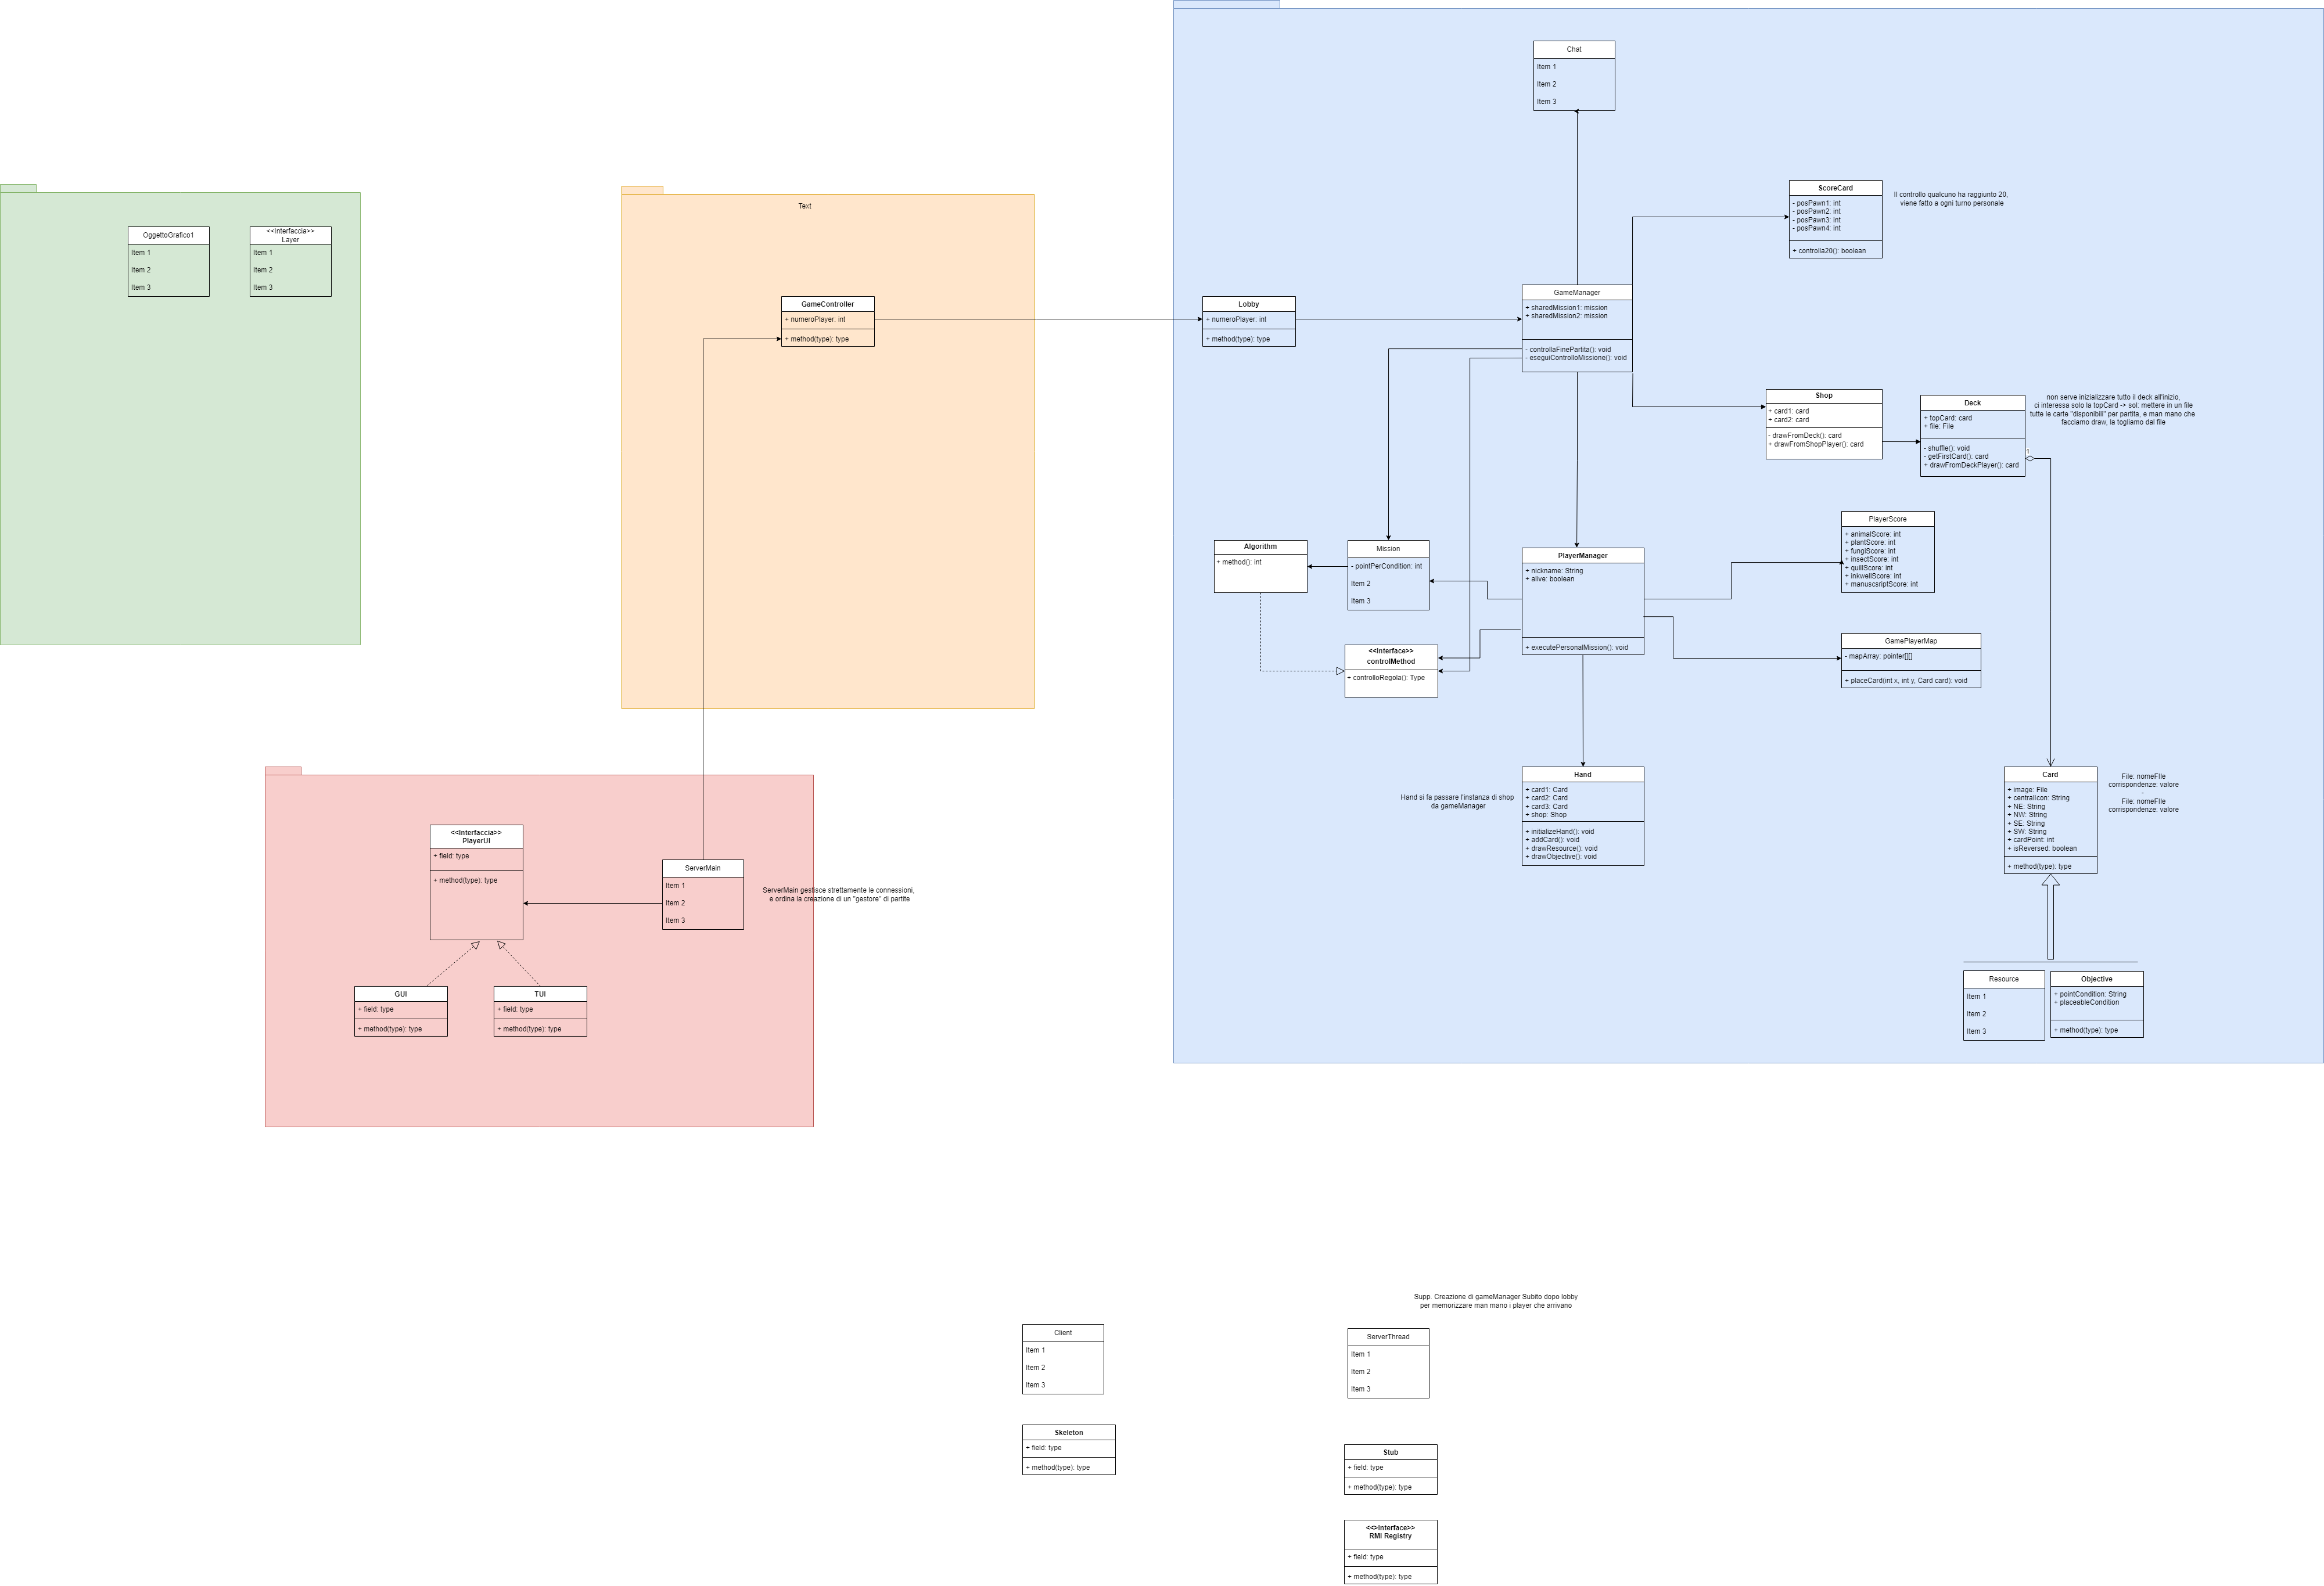 OggettoGrafico1
Item 1
Item 2
Item 3
<<Interfaccia>>
Layer
Item 1
Item 2
Item 3
Text
GameController
+ numeroPlayer: int
+ method(type): type
<<Interfaccia>>
PlayerUI
+ field: type
+ method(type): type
ServerMain
Item 1
Item 2
Item 3
ServerMain gestisce strettamente le connessioni,
e ordina la creazione di un "gestore" di partite
GUI
+ field: type
+ method(type): type
TUI
+ field: type
+ method(type): type
Chat
Item 1
Item 2
Item 3
ScoreCard
- posPawn1: int
- posPawn2: int
- posPawn3: int
- posPawn4: int
+ controlla20(): boolean
Il controllo qualcuno ha raggiunto 20,
viene fatto a ogni turno personale
Lobby
+ numeroPlayer: int
+ method(type): type
GameManager
+ sharedMission1: mission
+ sharedMission2: mission
- controllaFinePartita(): void
- eseguiControlloMissione(): void
Shop
+ card1: card
+ card2: card
- drawFromDeck(): card
+ drawFromShopPlayer(): card
Deck
+ topCard: card
+ file: File
- shuffle(): void
- getFirstCard(): card
+ drawFromDeckPlayer(): card
1
non serve inizializzare tutto il deck all'inizio,
ci interessa solo la topCard -> sol: mettere in un file
tutte le carte "disponibili" per partita, e man mano che
facciamo draw, la togliamo dal file
Algorithm
+ method(): int
Mission
- pointPerCondition: int
Item 2
Item 3
PlayerManager
+ nickname: String
+ alive: boolean
+ executePersonalMission(): void
PlayerScore
+ animalScore: int
+ plantScore: int
+ fungiScore: int
+ insectScore: int
+ quillScore: int
+ inkwellScore: int
+ manuscsriptScore: int
<<Interface>>
controlMethod
+ controlloRegola(): Type
GamePlayerMap
- mapArray: pointer[][]
+ placeCard(int x, int y, Card card): void
Hand si fa passare l'instanza di shop
da gameManager
Hand
+ card1: Card
+ card2: Card
+ card3: Card
+ shop: Shop
+ initializeHand(): void
+ addCard(): void
+ drawResource(): void
+ drawObjective(): void
Card
+ image: File
+ centralIcon: String
+ NE: String
+ NW: String
+ SE: String
+ SW: String
+ cardPoint: int
+ isReversed: boolean
+ method(type): type
File: nomeFIle
corrispondenze: valore
-
File: nomeFIle
corrispondenze: valore
Resource
Item 1
Item 2
Item 3
Objective
+ pointCondition: String
+ placeableCondition
+ method(type): type
Supp. Creazione di gameManager Subito dopo lobby
per memorizzare man mano i player che arrivano
Client
Item 1
Item 2
Item 3
ServerThread
Item 1
Item 2
Item 3
Skeleton
+ field: type
+ method(type): type
Stub
+ field: type
+ method(type): type
<<>Interface>>
RMI Registry
+ field: type
+ method(type): type